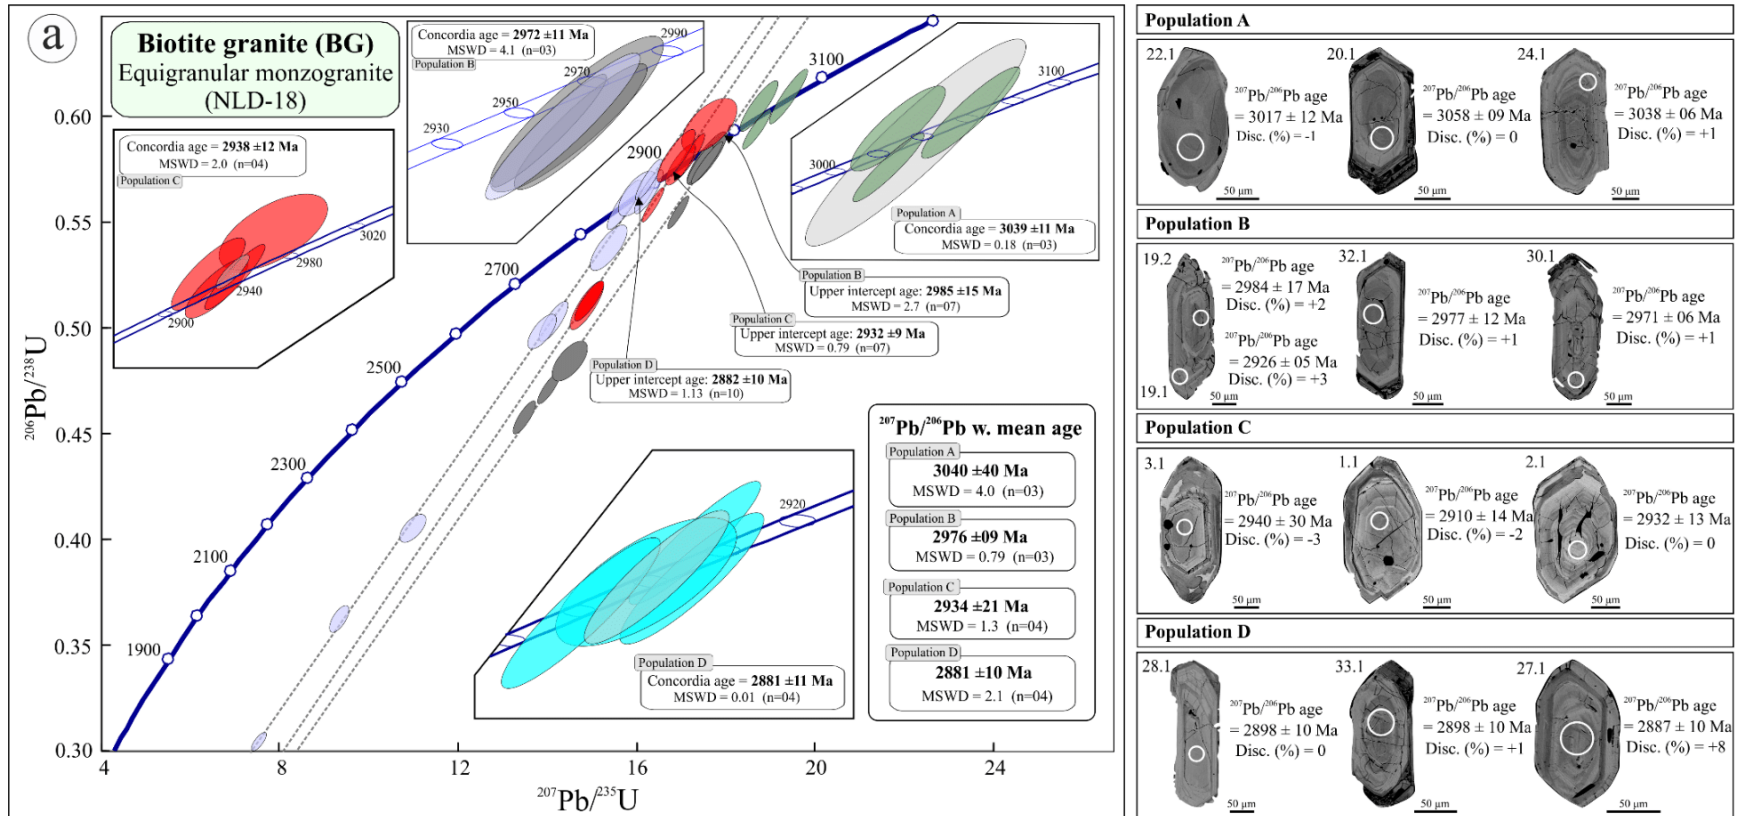 a
Biotite granite (BG)
Equigranular monzogranite
(NLD-18)
Concordia age = 2972 ±11 Ma
MSWD = 4.1 (n=03)
Population B
2990
2970
2950
2930
3100
3100
3000
Population A
Concordia age = 3039 ±11 Ma
MSWD = 0.18 (n=03)
Concordia age = 2938 ±12 Ma
MSWD = 2.0 (n=04)
Population C
3020
2980
2940
2900
2900
Population B
Upper intercept age: 2985 ±15 Ma
MSWD = 2.7 (n=07)
Population C
Upper intercept age: 2932 ±9 Ma
MSWD = 0.79 (n=07)
Population D
Upper intercept age: 2882 ±10 Ma
MSWD = 1.13 (n=10)
2700
2500
2300
2100
1900
2920
Population D
Concordia age = 2881 ±11 Ma
MSWD = 0.01 (n=04)
207Pb/206Pb w. mean age
Population A
3040 ±40 Ma
MSWD = 4.0 (n=03)
Population B
2976 ±09 Ma
MSWD = 0.79 (n=03)
Population C
2934 ±21 Ma
MSWD = 1.3 (n=04)
Population D
2881 ±10 Ma
MSWD = 2.1 (n=04)
206Pb/238U
0.60
0.55
0.50
0.45
0.40
0.35
0.30
4 8 12 16 20 24
207Pb/235U
Population A
22.1
207Pb/206Pb age
= 3017 ± 12 Ma
Disc. (%) = -1
50 µm
20.1
207Pb/206Pb age
= 3058 ± 09 Ma
Disc. (%) = 0
50 µm
24.1
207Pb/206Pb age
= 3038 ± 06 Ma
Disc. (%) = +1
50 µm
Population B
19.2
207Pb/206Pb age
= 2984 ± 17 Ma
Disc. (%) = +2
207Pb/206Pb age
= 2926 ± 05 Ma
Disc. (%) = +3
19.1
50 µm
32.1
207Pb/206Pb age
= 2977 ± 12 Ma
Disc. (%) = +1
50 µm
30.1
207Pb/206Pb age
= 2971 ± 06 Ma
Disc. (%) = +1
50 µm
Population C
3.1
207Pb/206Pb age
= 2940 ± 30 Ma
Disc. (%) = -3
50 µm
1.1
207Pb/206Pb age
= 2910 ± 14 Ma
Disc. (%) = -2
50 µm
2.1
207Pb/206Pb age
= 2932 ± 13 Ma
Disc. (%) = 0
50 µm
Population D
28.1
207Pb/206Pb age
= 2898 ± 10 Ma
Disc. (%) = 0
50 µm
33.1
207Pb/206Pb age
= 2898 ± 10 Ma
Disc. (%) = +1
50 µm
27.1
207Pb/206Pb age
= 2887 ± 10 Ma
Disc. (%) = +8
50 µm